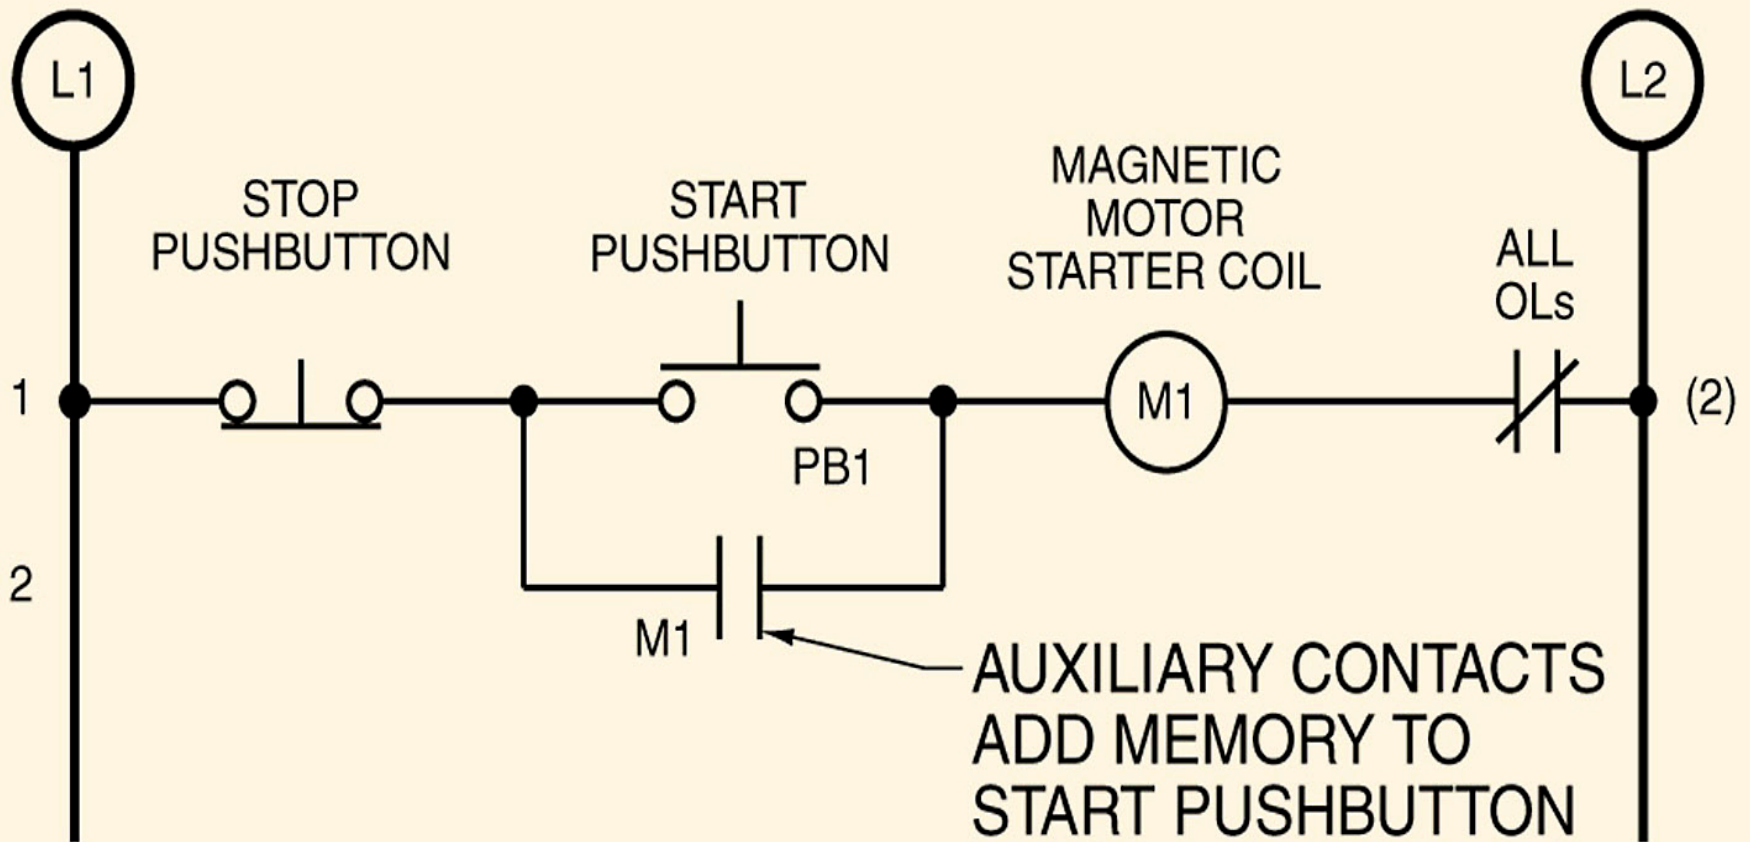 L1
L2
STOP
PUSHBUTTON
START
PUSHBUTTON
MAGNETIC
MOTOR
STARTER COIL
ALL
OLs
1
M1
(2)
PB1
2
M1
AUXILIARY CONTACTS
ADD MEMORY TO
START PUSHBUTTON